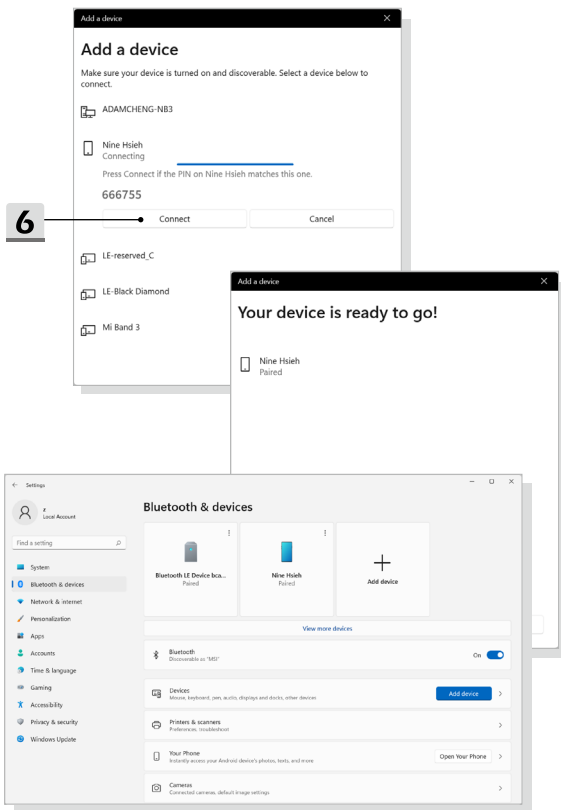 Add a device
Add a device
Make sure your device is turned on and discoverable. Select a device below to
connect.
ADAMCHENG-NB3
Nine Hsieh
Connecting
Press Connect if the PIN on Nine Hsieh matches this one.
666755
6
Connect
Cancel
LE-reserved_C
LE-Black Diamond
Mi Band 3
Add a device
Your device is ready to go!
Nine Hsieh
Paired
Settings
Local Account
Find a setting
System
Bluetooth & devices
Network & internet
Personalization
Apps
Accounts
Time & language
Gaming
Accessibility
Privacy & security
Windows Update
Bluetooth & devices
Bluetooth LE Device bca...
Paired
Nine Hsieh
Paired
Add device
View more devices
Bluetooth
Discoverable as "MSI"
On
Devices
Mouse, keyboard, pen, audio, displays and docks, other devices
Add device
Printers & scanners
Preferences, troubleshoot
Your Phone
Instantly access your Android device's photos, texts, and more
Open Your Phone
Cameras
Connected cameras, default image settings